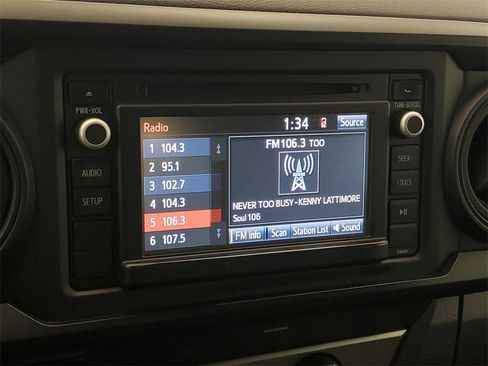 PWR•VOL
AUDIO
SETUP
Radio
1:34
Source
1 104.3
2 95.1
3 102.7
4 104.3
5 106.3
6 107.5
FM106.3 TOO
NEVER TOO BUSY-KENNY LATTIMORE
Soul 106
FM Info
Scan
Station List
Sound
TUNE•SCROLL
SEEK›
‹TRACK